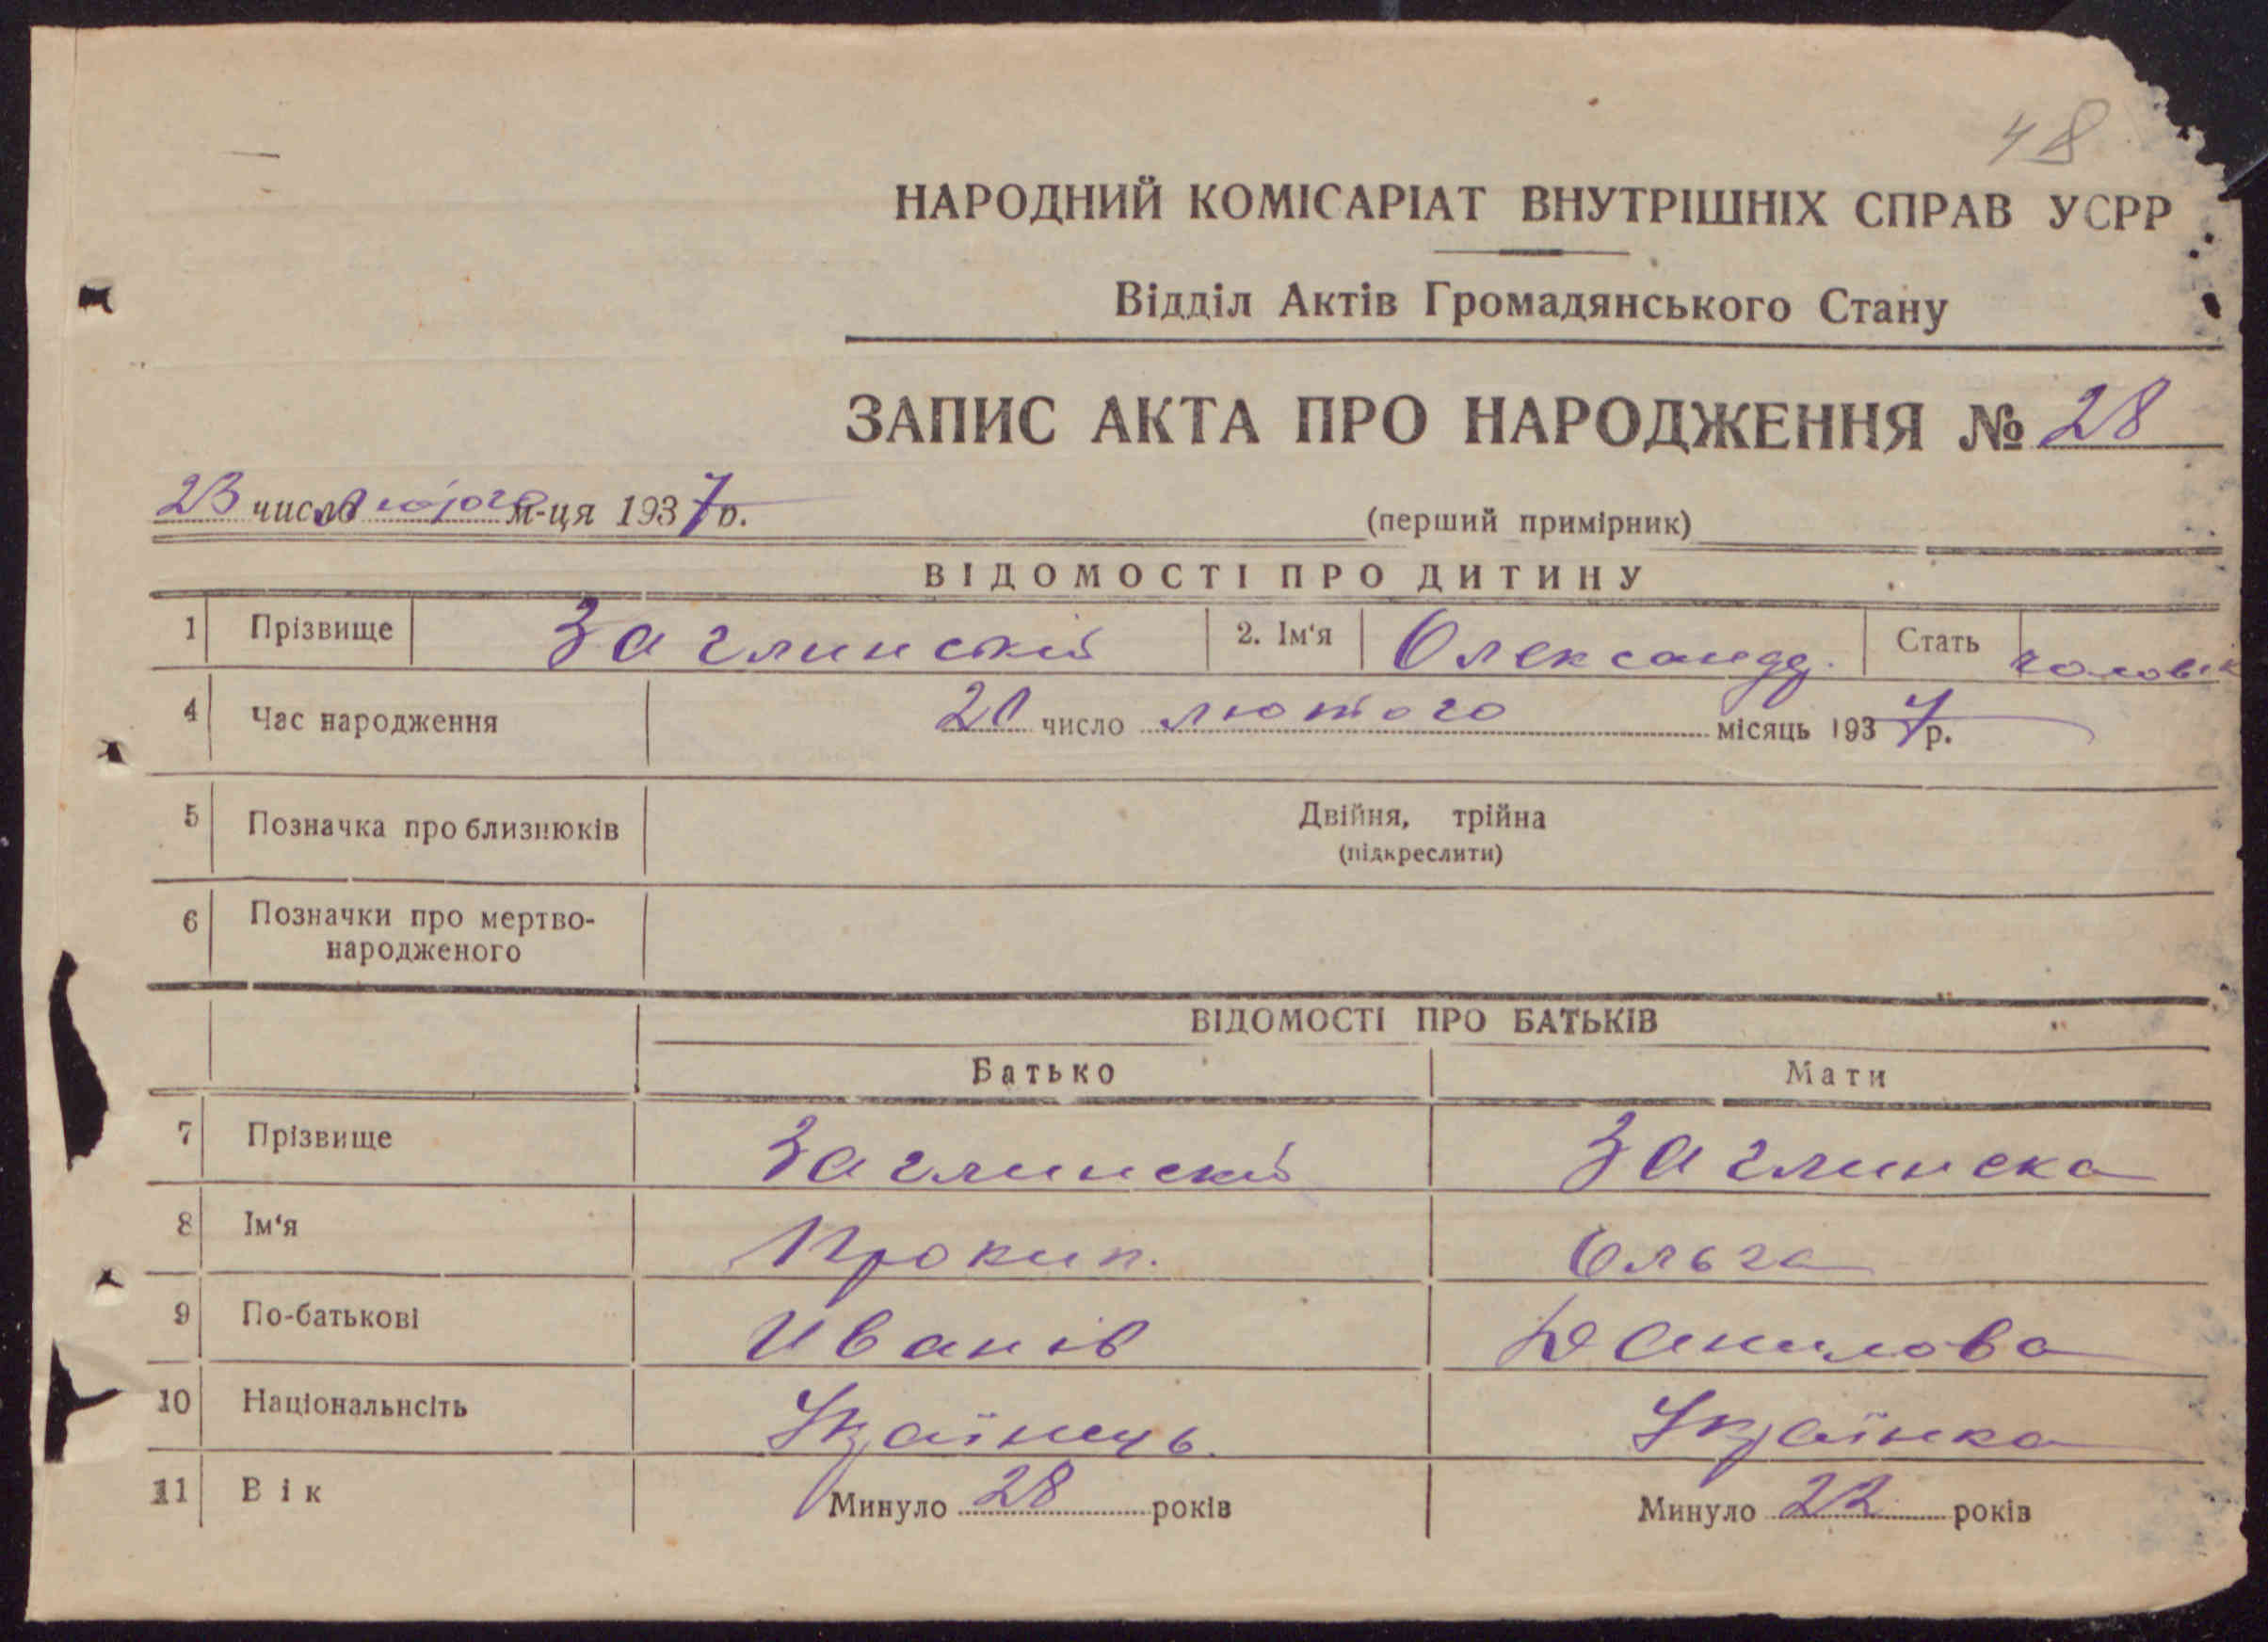 48
НАРОДНИЙ КОМІСАРІАТ ВНУТРІШНІХ СПРАВ УСРР
Відділ Актів Громадянського Стану
ЗАПИС АКТА ПРО НАРОДЖЕННЯ № 28
23 число лютого м-ця 1937 р.
(перший примірник)
ВІДОМОСТІ ПРО ДИТИНУ
1 Прізвище Заглинский 2. Ім‘я Олександр. Стать чоловік
4 Час народження 20 число лютого місяць 1937 р.
5 Позначка про близнюків Двійня, трійна
(підкреслити)
6 Позначки про мертво-
народженого
ВІДОМОСТІ ПРО БАТЬКІВ
Батько Мати
7 Прізвище Заглинский Заглинска
8 Ім‘я Прокип. Ольга
9 По-батькові Иванів Данилова
10 Національнсіть Українець. Українка
11 Вік Минуло 28 років Минуло 22 років